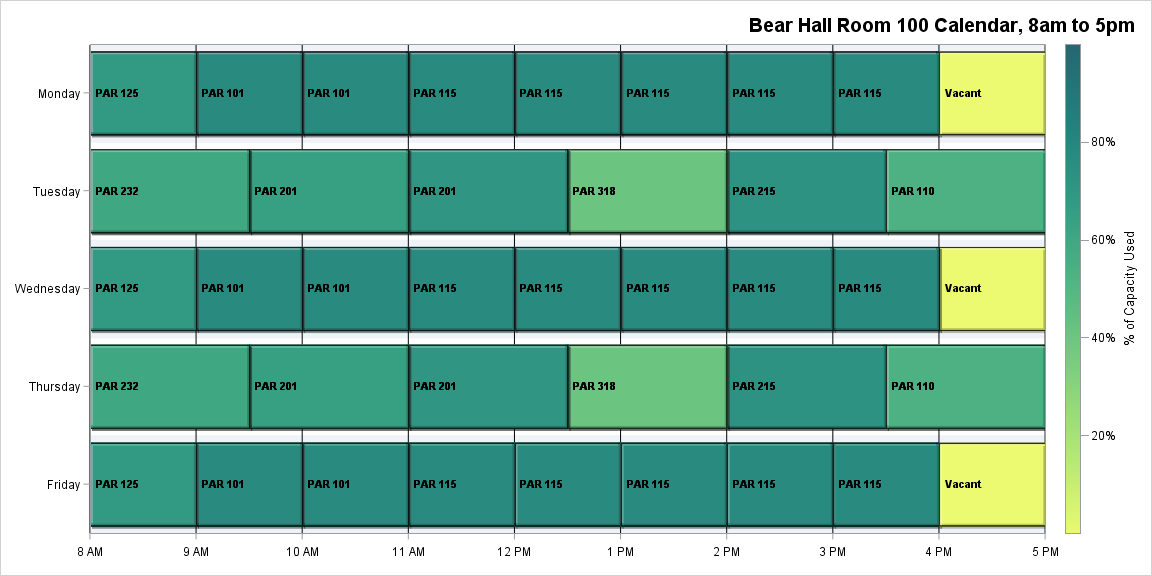 Bear Hall Room 100 Calendar, 8am to 5pm
Monday
PAR 125
PAR 101
PAR 101
PAR 115
PAR 115
PAR 115
PAR 115
PAR 115
Vacant
Tuesday
PAR 232
PAR 201
PAR 201
PAR 318
PAR 215
PAR 110
Wednesday
PAR 125
PAR 101
PAR 101
PAR 115
PAR 115
PAR 115
PAR 115
PAR 115
Vacant
Thursday
PAR 232
PAR 201
PAR 201
PAR 318
PAR 215
PAR 110
Friday
PAR 125
PAR 101
PAR 101
PAR 115
PAR 115
PAR 115
PAR 115
PAR 115
Vacant
8 AM
9 AM
10 AM
11 AM
12 PM
1 PM
2 PM
3 PM
4 PM
5 PM
80%
60%
40%
20%
% of Capacity Used